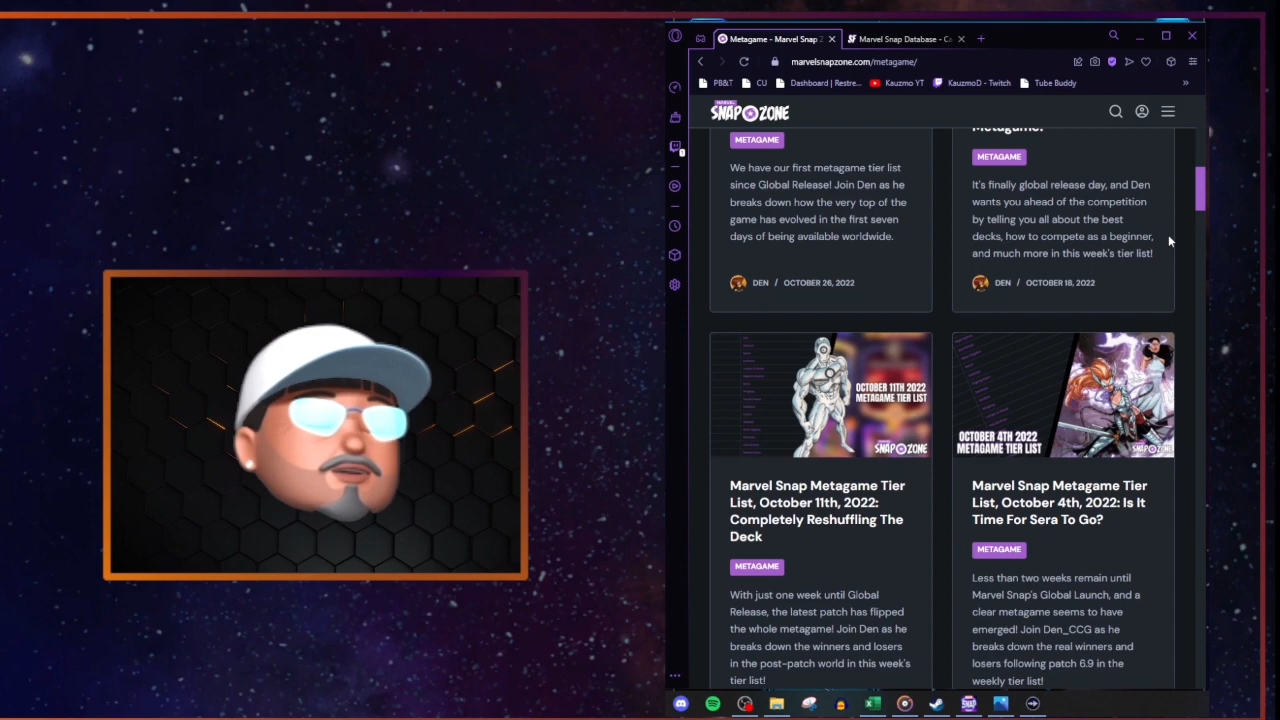 Metagame - Marvel Snap Z
Marvel Snap Database - Ca
marvelsnapzone.com/metagame/
PB&T
CU
Dashboard | Restre...
Kauzmo YT
KauzmoD - Twitch
Tube Buddy
»
MARVEL
SNAP ZONE
METAGAME
We have our first metagame tier list
since Global Release! Join Den as he
breaks down how the very top of the
game has evolved in the first seven
days of being available worldwide.
DEN / OCTOBER 26, 2022
Metagame!
METAGAME
It's finally global release day, and Den
wants you ahead of the competition
by telling you all about the best
decks, how to compete as a beginner,
and much more in this week's tier list!
DEN / OCTOBER 18, 2022
OCTOBER 11TH 2022
METAGAME TIER
LIST
SNAP ZONE
Marvel Snap Metagame Tier
List, October 11th, 2022:
Completely Reshuffling The
Deck
METAGAME
With just one week until Global
Release, the latest patch has flipped
the whole metagame! Join Den as he
breaks down the winners and losers
in the post-patch world in this week's
tier list!
OCTOBER 4TH 2022
METAGAME TIER LIST
SNAP ZONE
Marvel Snap Metagame Tier
List, October 4th, 2022: Is It
Time For Sera To Go?
METAGAME
Less than two weeks remain until
Marvel Snap's Global Launch, and a
clear metagame seems to have
emerged! Join Den_CCG as he
breaks down the real winners and
losers following patch 6.9 in the
weekly tier list!